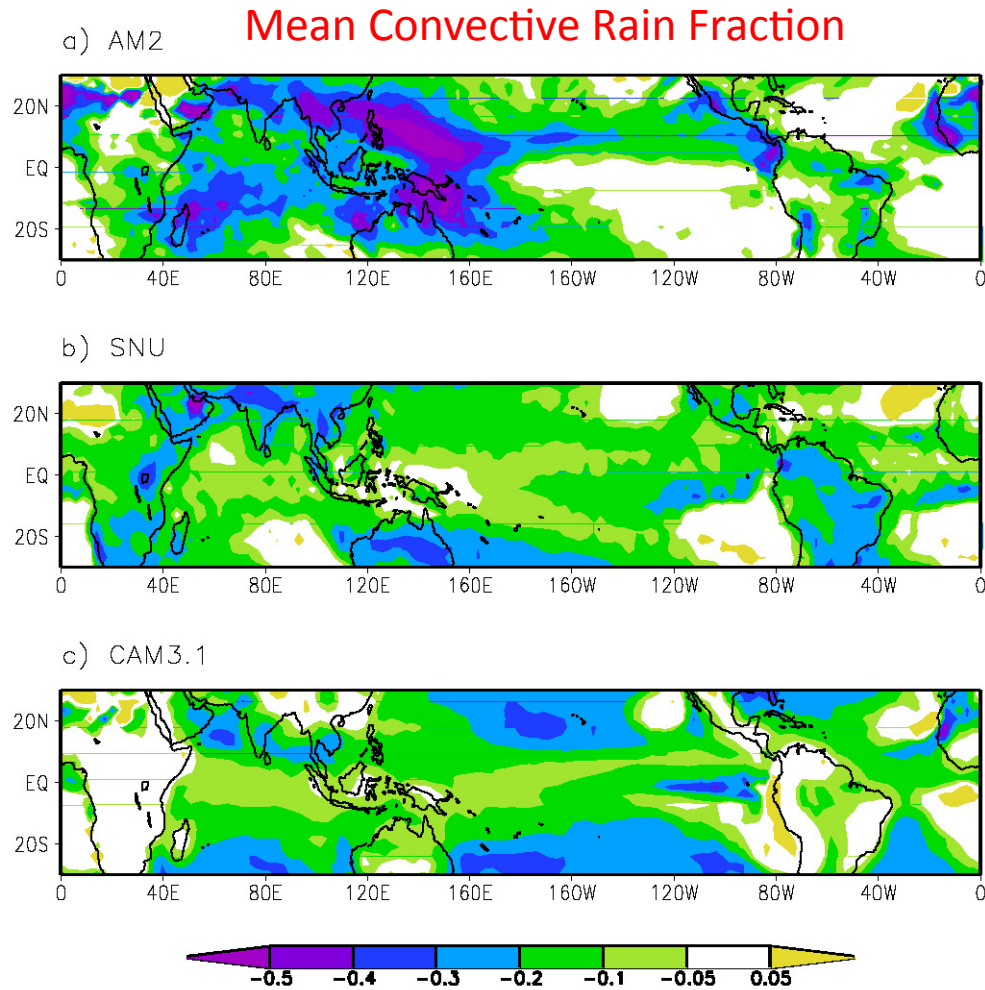 Mean Convective Rain Fraction
a) AM2
20N
EQ
20S
0 40E 80E 120E 160E 160W 120W 80W 40W 0
b) SNU
20N
EQ
20S
0 40E 80E 120E 160E 160W 120W 80W 40W 0
c) CAM3.1
20N
EQ
20S
0 40E 80E 120E 160E 160W 120W 80W 40W 0
-0.5 -0.4 -0.3 -0.2 -0.1 -0.05 0.05